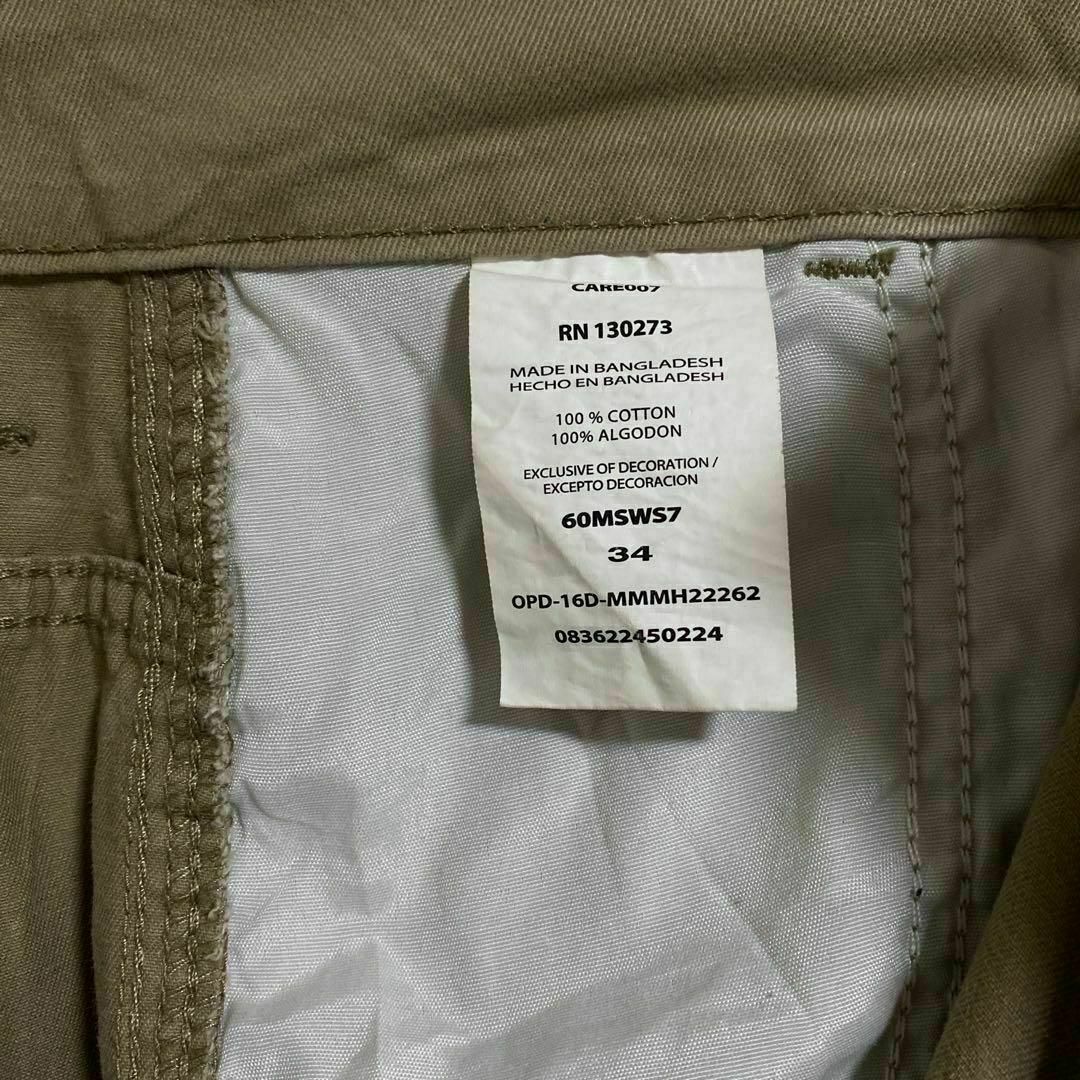 CARE007
RN 130273
MADE IN BANGLADESH
HECHO EN BANGLADESH
100 % COTTON
100% ALGODON
EXCLUSIVE OF DECORATION /
EXCEPTO DECORACION
60MSWS7
34
OPD-16D-MMMH22262
083622450224